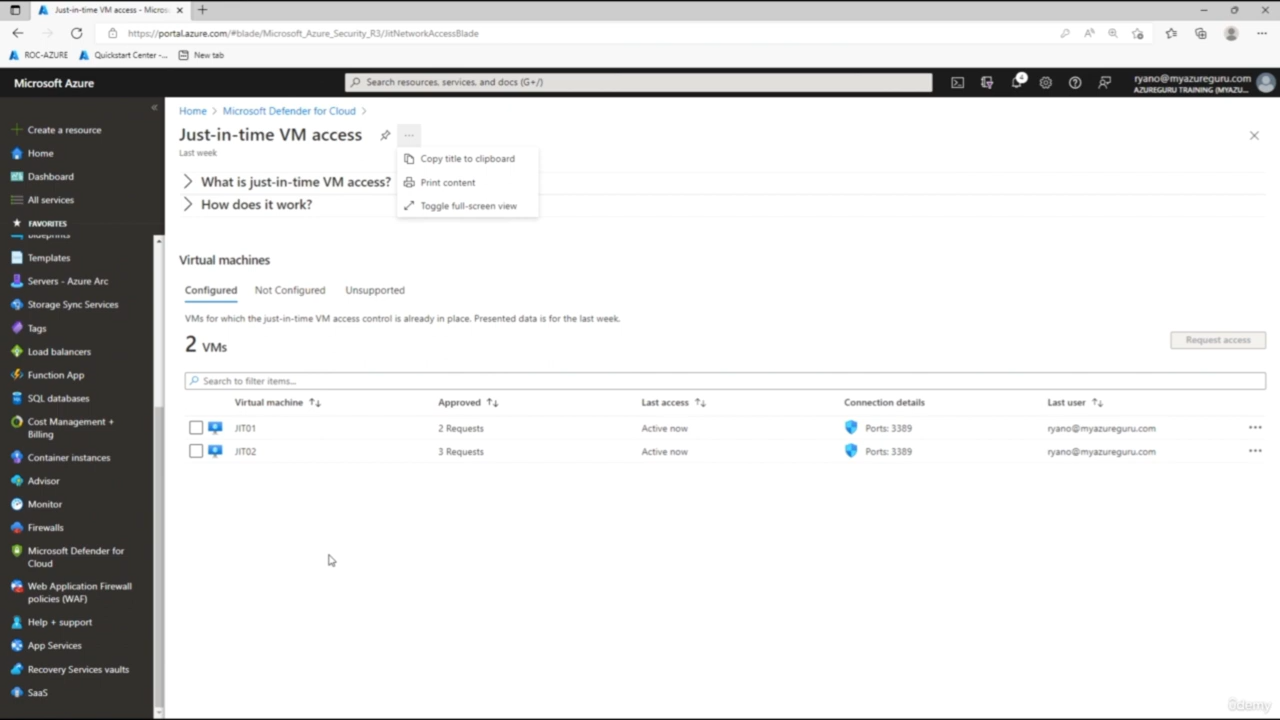 Just-in-time VM access - Micros
https://portal.azure.com/#blade/Microsoft_Azure_Security_R3/JitNetworkAccessBlade
ROC-AZURE
Quickstart Center -...
New tab
Microsoft Azure
Search resources, services, and docs (G+/)
4
ryano@myazureguru.com
AZUREGURU TRAINING (MYAZU...
Create a resource
Home
Dashboard
All services
FAVORITES
Blueprints
Templates
Servers - Azure Arc
Storage Sync Services
Tags
Load balancers
Function App
SQL databases
Cost Management +
Billing
Container instances
Advisor
Monitor
Firewalls
Microsoft Defender for
Cloud
Web Application Firewall
policies (WAF)
Help + support
App Services
Recovery Services vaults
SaaS
Home > Microsoft Defender for Cloud >
Just-in-time VM access
...
Last week
Copy title to clipboard
Print content
Toggle full-screen view
What is just-in-time VM access?
How does it work?
Virtual machines
Configured Not Configured Unsupported
VMs for which the just-in-time VM access control is already in place. Presented data is for the last week.
2 VMs
Request access
Search to filter items...
Virtual machine Approved Last access Connection details Last user
JIT01 2 Requests Active now Ports: 3389 ryano@myazureguru.com ...
JIT02 3 Requests Active now Ports: 3389 ryano@myazureguru.com ...
ûdemy